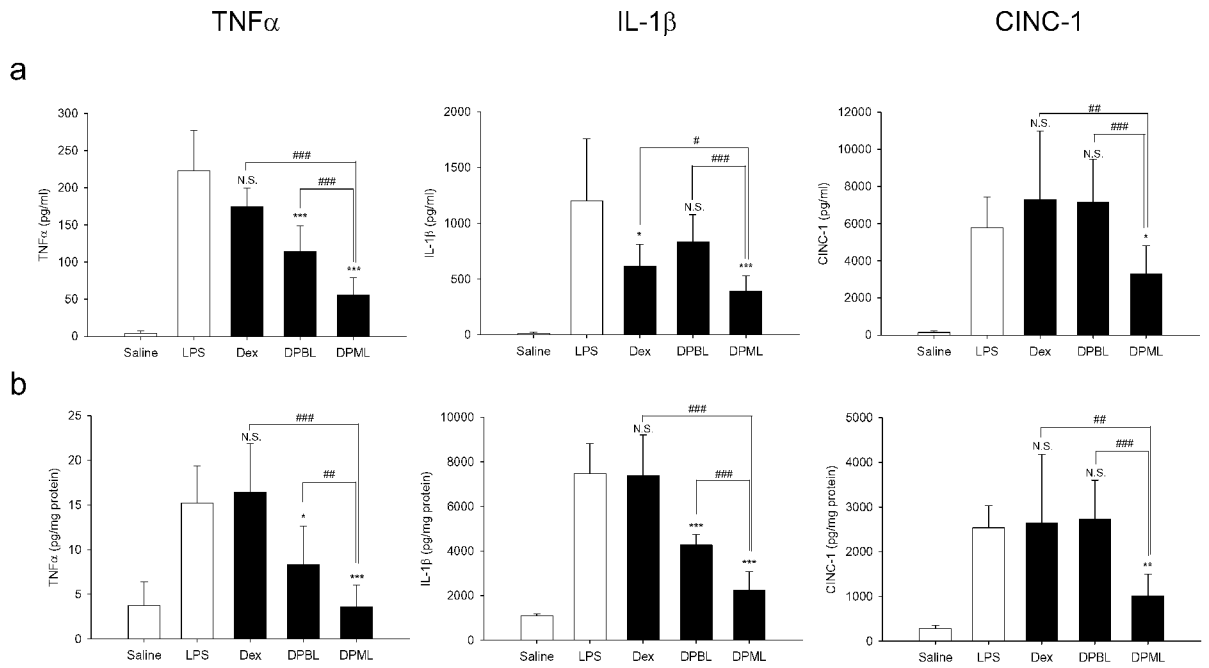 TNFα IL-1β CINC-1
a
TNFα (pg/ml)
300
250
200
150
100
50
0
###
###
N.S.
***
***
Saline LPS Dex DPBL DPML
IL-1β (pg/ml)
2000
1500
1000
500
0
#
###
N.S.
*
***
Saline LPS Dex DPBL DPML
CINC-1 (pg/ml)
12000
10000
8000
6000
4000
2000
0
##
N.S.
###
N.S.
*
Saline LPS Dex DPBL DPML
b
TNFα (pg/mg protein)
25
20
15
10
5
0
###
N.S.
##
*
***
Saline LPS Dex DPBL DPML
IL-1β (pg/mg protein)
10000
8000
6000
4000
2000
0
###
N.S.
###
***
***
Saline LPS Dex DPBL DPML
CINC-1 (pg/mg protein)
5000
4000
3000
2000
1000
0
##
N.S.
###
N.S.
**
Saline LPS Dex DPBL DPML